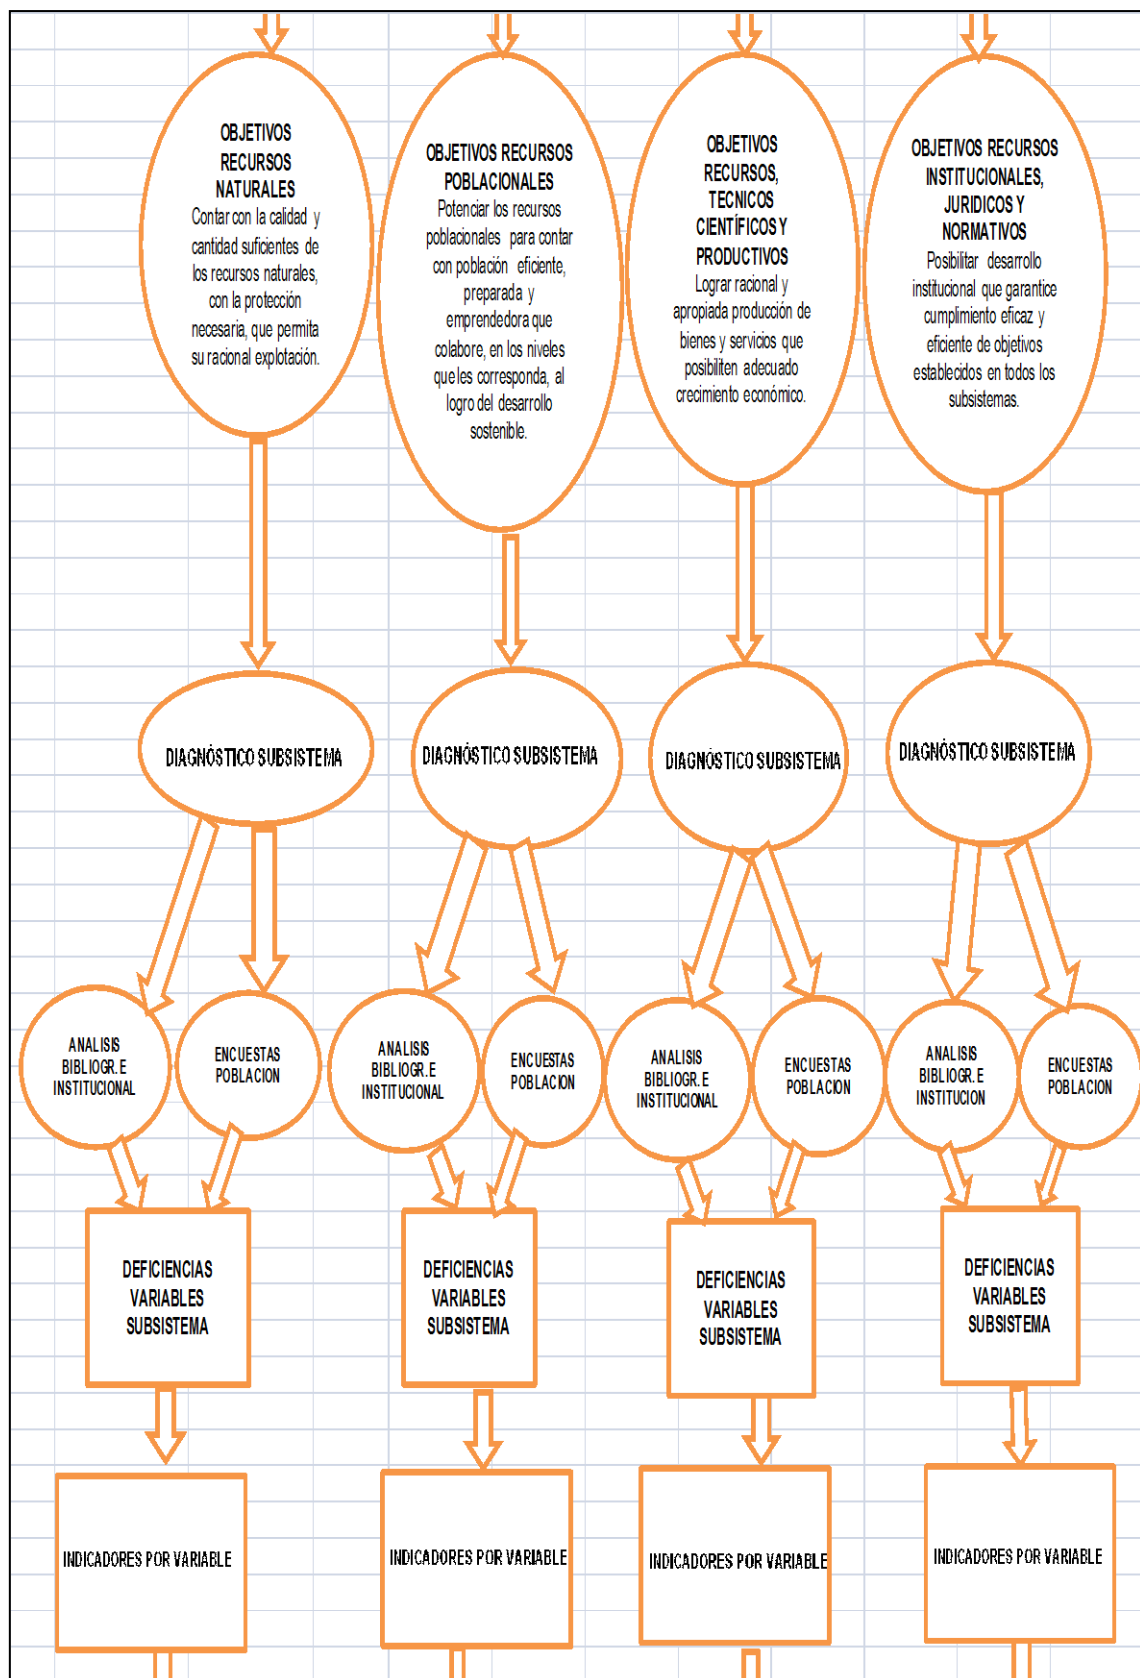 OBJETIVOS
RECURSOS
NATURALES
Contar con la calidad y
cantidad suficientes de
los recursos naturales,
con la protección
necesaria, que permita
su racional explotación.
OBJETIVOS RECURSOS
POBLACIONALES
Potenciar los recursos
poblacionales para contar
con población eficiente,
preparada y
emprendedora que
colabore, en los niveles
que les corresponda, al
logro del desarrollo
sostenible.
OBJETIVOS
RECURSOS,
TECNICOS
CIENTÍFICOS Y
PRODUCTIVOS
Lograr racional y
apropiada producción de
bienes y servicios que
posibiliten adecuado
crecimiento económico.
OBJETIVOS RECURSOS
INSTITUCIONALES,
JURIDICOS Y
NORMATIVOS
Posibilitar desarrollo
institucional que garantice
cumplimiento eficaz y
eficiente de objetivos
establecidos en todos los
subsistemas.
DIAGNÓSTICO SUBSISTEMA
DIAGNÓSTICO SUBSISTEMA
DIAGNÓSTICO SUBSISTEMA
DIAGNÓSTICO SUBSISTEMA
ANALISIS
BIBLIOGR. E
INSTITUCIONAL
ENCUESTAS
POBLACION
ANALISIS
BIBLIOGR. E
INSTITUCIONAL
ENCUESTAS
POBLACION
ANALISIS
BIBLIOGR. E
INSTITUCIONAL
ENCUESTAS
POBLACION
ANALISIS
BIBLIOGR. E
INSTITUCION
ENCUESTAS
POBLACION
DEFICIENCIAS
VARIABLES
SUBSISTEMA
DEFICIENCIAS
VARIABLES
SUBSISTEMA
DEFICIENCIAS
VARIABLES
SUBSISTEMA
DEFICIENCIAS
VARIABLES
SUBSISTEMA
INDICADORES POR VARIABLE
INDICADORES POR VARIABLE
INDICADORES POR VARIABLE
INDICADORES POR VARIABLE